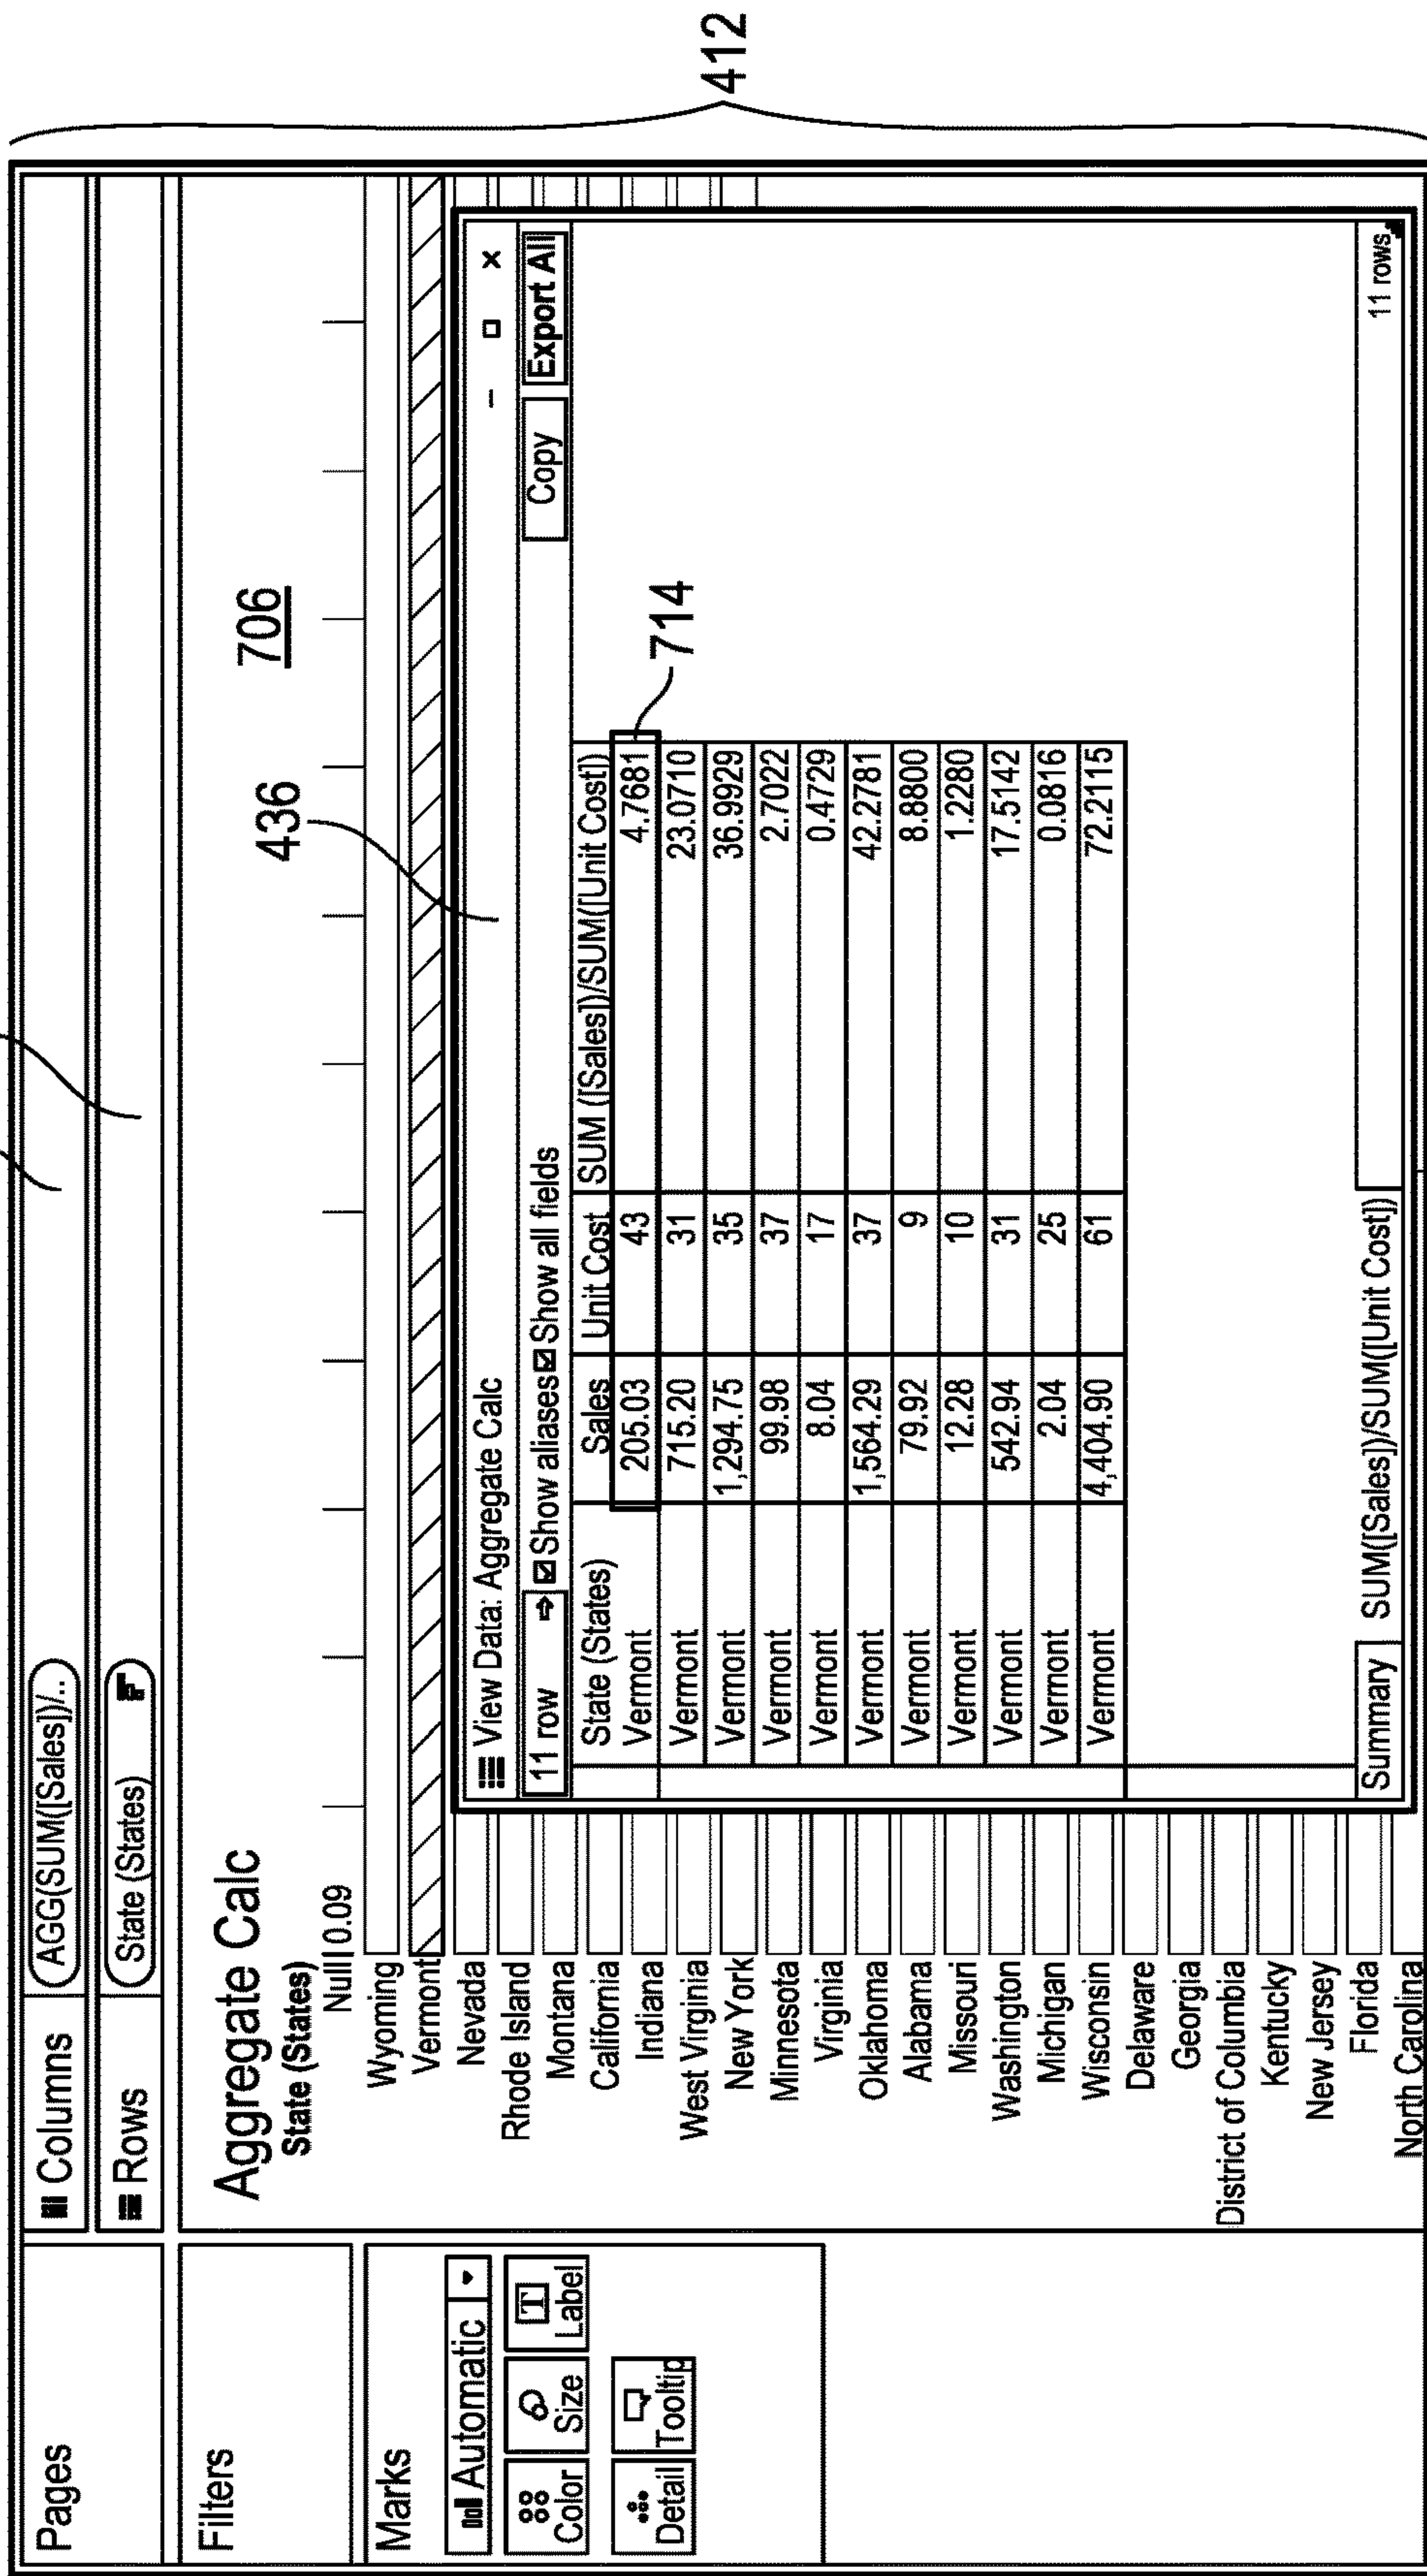 412
Pages
Columns
AGG(SUM([Sales])/..
Rows
State (States)
Filters
Marks
Automatic
Color
Size
Label
Detail
Tooltip
Aggregate Calc
State (States)
706
436
Null 0.09
Wyoming
Vermont
Nevada
Rhode Island
Montana
California
Indiana
West Virginia
New York
Minnesota
Virginia
Oklahoma
Alabama
Missouri
Washington
Michigan
Wisconsin
Delaware
Georgia
District of Columbia
Kentucky
New Jersey
Florida
North Carolina
View Data: Aggregate Calc
11 row Show aliases Show all fields Copy Export All
State (States) Sales Unit Cost SUM ([Sales])/SUM([Unit Cost])
Vermont 205.03 43 4.7681
714
Vermont 715.20 31 23.0710
Vermont 1,294.75 35 36.9929
Vermont 99.98 37 2.7022
Vermont 8.04 17 0.4729
Vermont 1,564.29 37 42.2781
Vermont 79.92 9 8.8800
Vermont 12.28 10 1.2280
Vermont 542.94 31 17.5142
Vermont 2.04 25 0.0816
Vermont 4,404.90 61 72.2115
Summary SUM([Sales])/SUM([Unit Cost]) 11 rows